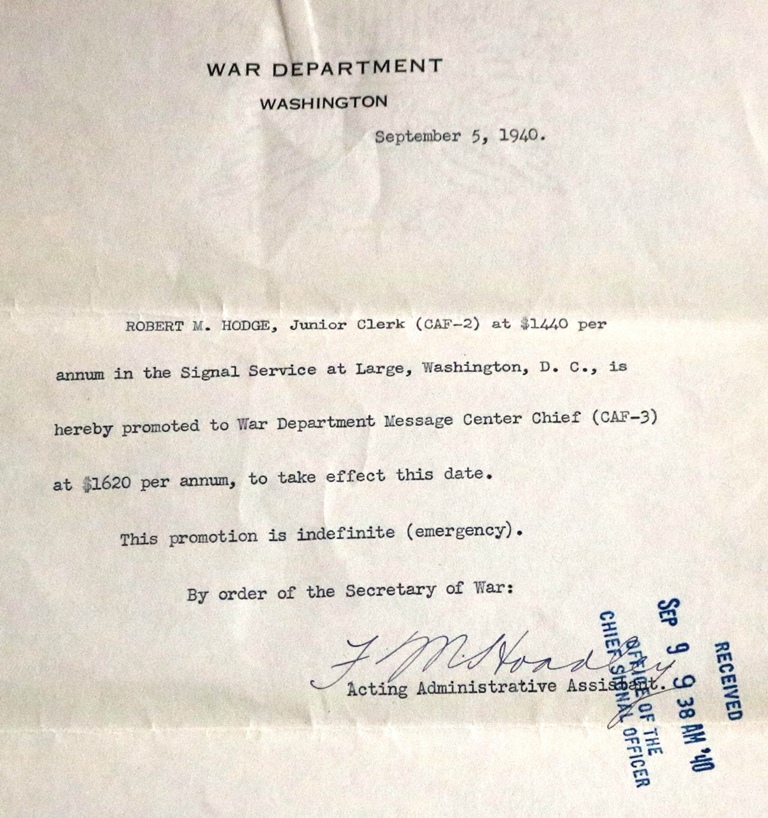 WAR DEPARTMENT
WASHINGTON
September 5, 1940.
ROBERT M. HODGE, Junior Clerk (CAF-2) at $1440 per
annum in the Signal Service at Large, Washington, D. C., is
hereby promoted to War Department Message Center Chief (CAF-3)
at $1620 per annum, to take effect this date.
This promotion is indefinite (emergency).
By order of the Secretary of War:
F M Hoadley
Acting Administrative Assistant.
RECEIVED
SEP 9 9 38 AM '40
OFFICE OF THE
CHIEF SIGNAL OFFICER